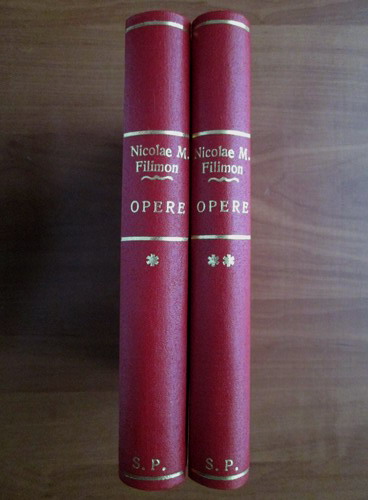 Nicolae M.
Filimon
OPERE
*
S. P.
Nicolae M.
Filimon
OPERE
**
S. P.